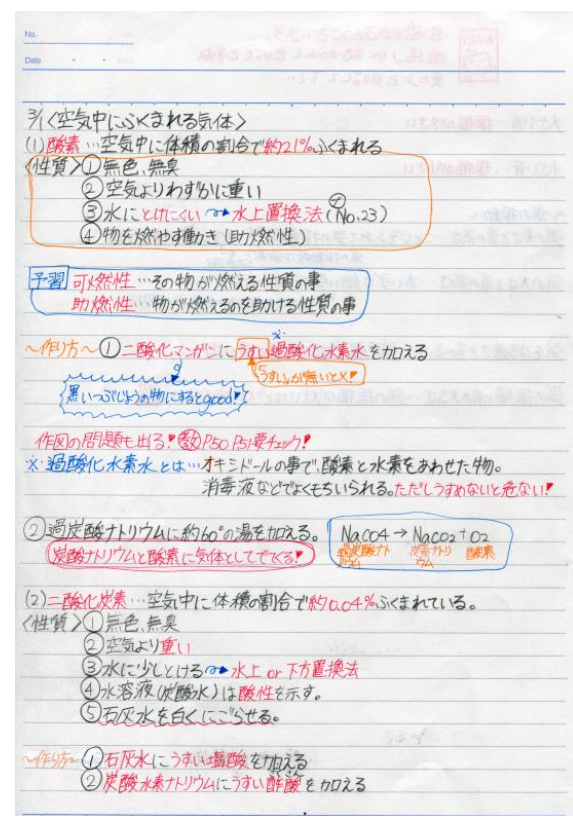 No.
Date
3/1〈空気中にふくまれる気体〉
(1)酸素…空気中に体積の割合で約21%ふくまれる
〈性質〉①無色、無臭
②空気よりわずかに重い
③水にとけにくい→水上置換法(No.23)
④物を燃やす働き(助燃性)
予習 可燃性…その物が燃える性質の事
助燃性…物が燃えるのを助ける性質の事
~作り方~①二酸化マンガンにうすい過酸化水素水を加える
※
うすいが無いと×!
黒いつぶじょうの物にするとgood!
作図の問題も出る!教P50 P51要チェック!
※過酸化水素水とは…オキシドールの事で、酸素と水素をあわせた物。
消毒液などでよくもちいられる。ただしうすめないと危ない!
②過炭酸ナトリウムに約60°の湯を加える。 NaCO4→NaCO2+O2
過炭酸ナトリウム 炭酸ナトリウム 酸素
炭酸ナトリウムと酸素に気体としてでてくる!
(2)二酸化炭素…空気中に体積の割合で約0.04%ふくまれている。
〈性質〉①無色、無臭
②空気より重い
③水に少しとける→水上or下方置換法
④水溶液(炭酸水)は酸性を示す。
⑤石灰水を白くにごらせる。
~作り方~①石灰水にうすい塩酸を加える
②炭酸水素ナトリウムにうすい酢酸を加える